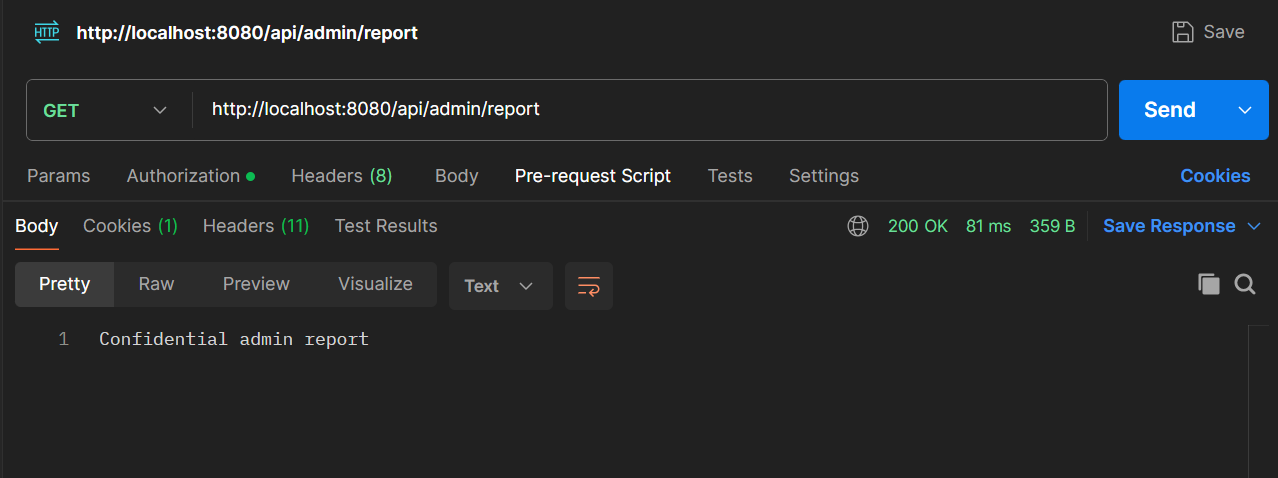 HTTP http://localhost:8080/api/admin/report Save
GET http://localhost:8080/api/admin/report Send
Params Authorization Headers (8) Body Pre-request Script Tests Settings Cookies
Body Cookies (1) Headers (11) Test Results 200 OK 81 ms 359 B Save Response
Pretty Raw Preview Visualize Text
1 Confidential admin report